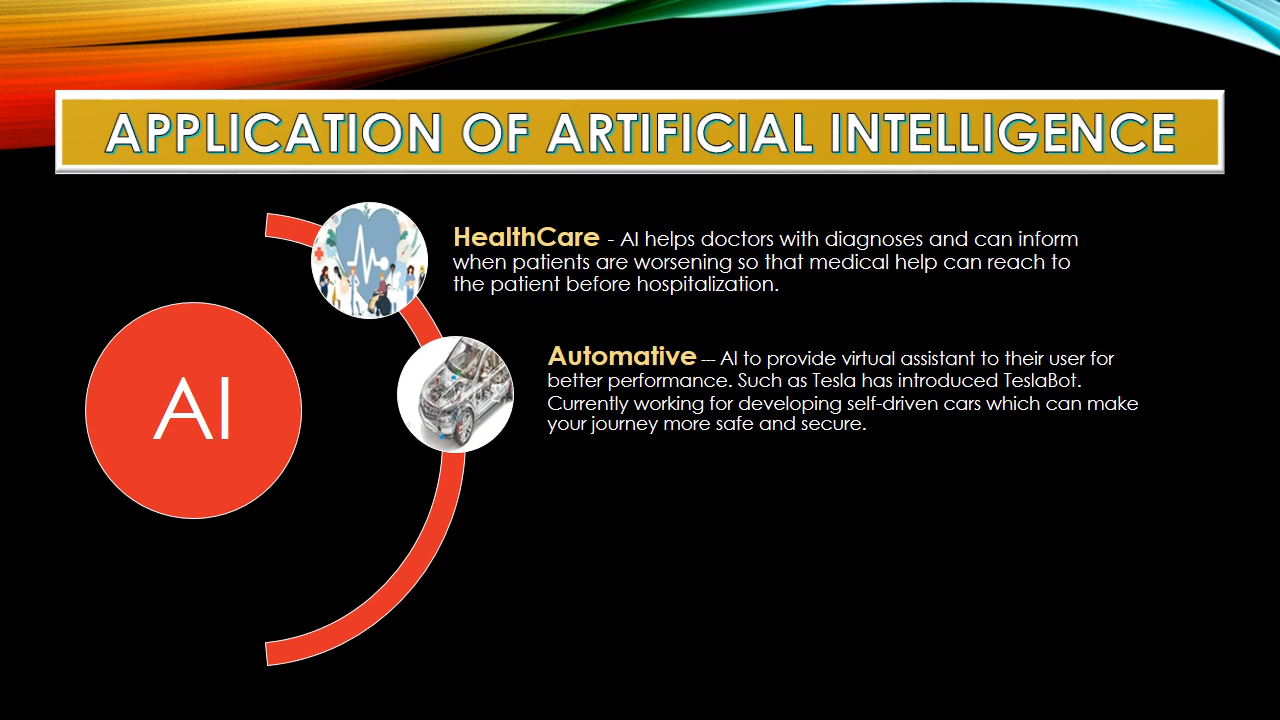 APPLICATION OF ARTIFICIAL INTELLIGENCE
AI
HealthCare - AI helps doctors with diagnoses and can inform
when patients are worsening so that medical help can reach to
the patient before hospitalization.
Automative --- AI to provide virtual assistant to their user for
better performance. Such as Tesla has introduced TeslaBot.
Currently working for developing self-driven cars which can make
your journey more safe and secure.